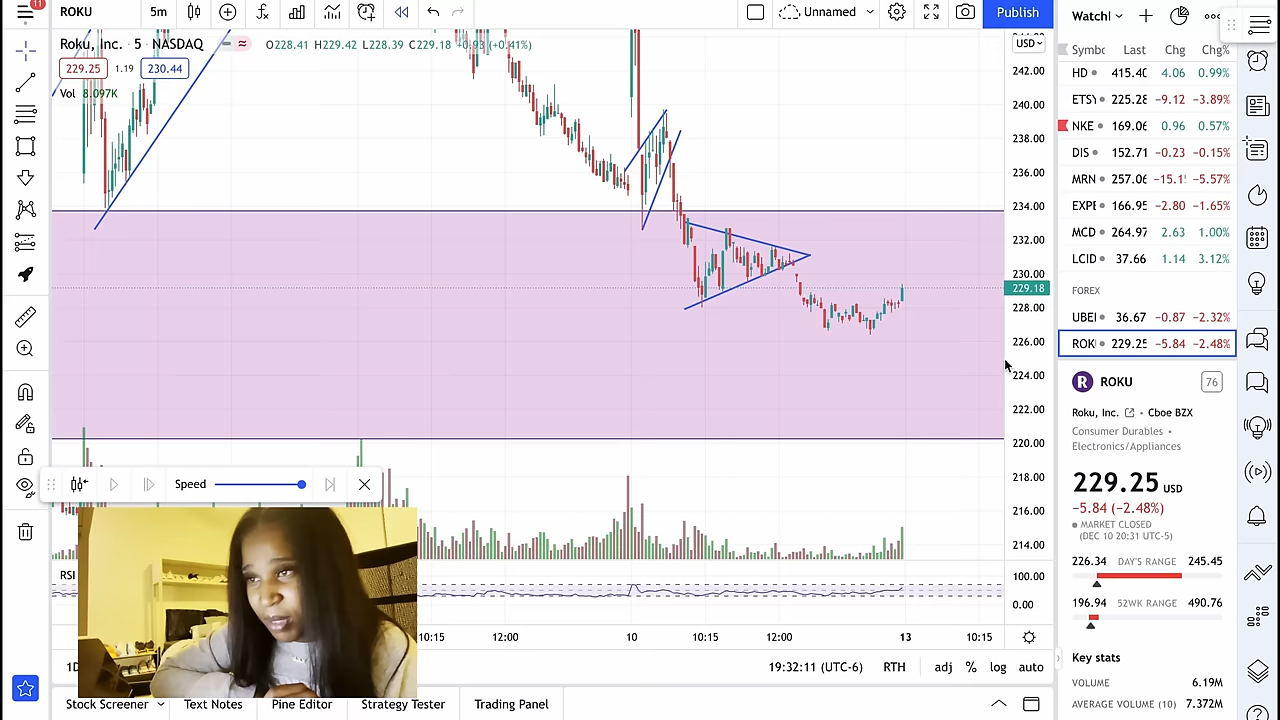 11
ROKU 5m Unnamed Publish
Roku, Inc. · 5 · NASDAQ O228.41 H229.42 L228.39 C229.18 +0.93 (+0.41%)
229.25 1.19 230.44
Vol 8.097K
USD
242.00
240.00
238.00
236.00
234.00
232.00
230.00
229.18
228.00
226.00
224.00
222.00
220.00
218.00
216.00
214.00
Speed
RSI
100.00
0.00
10:15 12:00 10 10:15 12:00 13 10:15
1D 19:32:11 (UTC-6) RTH adj % log auto
Stock Screener Text Notes Pine Editor Strategy Tester Trading Panel
Watchl
Symbo Last Chg Chg%
HD 415.40 4.06 0.99%
ETSY 225.28 −9.12 −3.89%
NKE 169.06 0.96 0.57%
DIS 152.71 −0.23 −0.15%
MRN 257.06 −15.1 −5.57%
EXPE 166.95 −2.80 −1.65%
MCD 264.97 2.63 1.00%
LCID 37.66 1.14 3.12%
FOREX
UBE 36.67 −0.87 −2.32%
ROK 229.25 −5.84 −2.48%
R ROKU 76
Roku, Inc. • Cboe BZX
Consumer Durables •
Electronics/Appliances
229.25 USD
−5.84 (−2.48%)
MARKET CLOSED
(DEC 10 20:31 UTC-5)
226.34 DAY'S RANGE 245.45
196.94 52WK RANGE 490.76
Key stats
VOLUME 6.19M
AVERAGE VOLUME (10) 7.372M